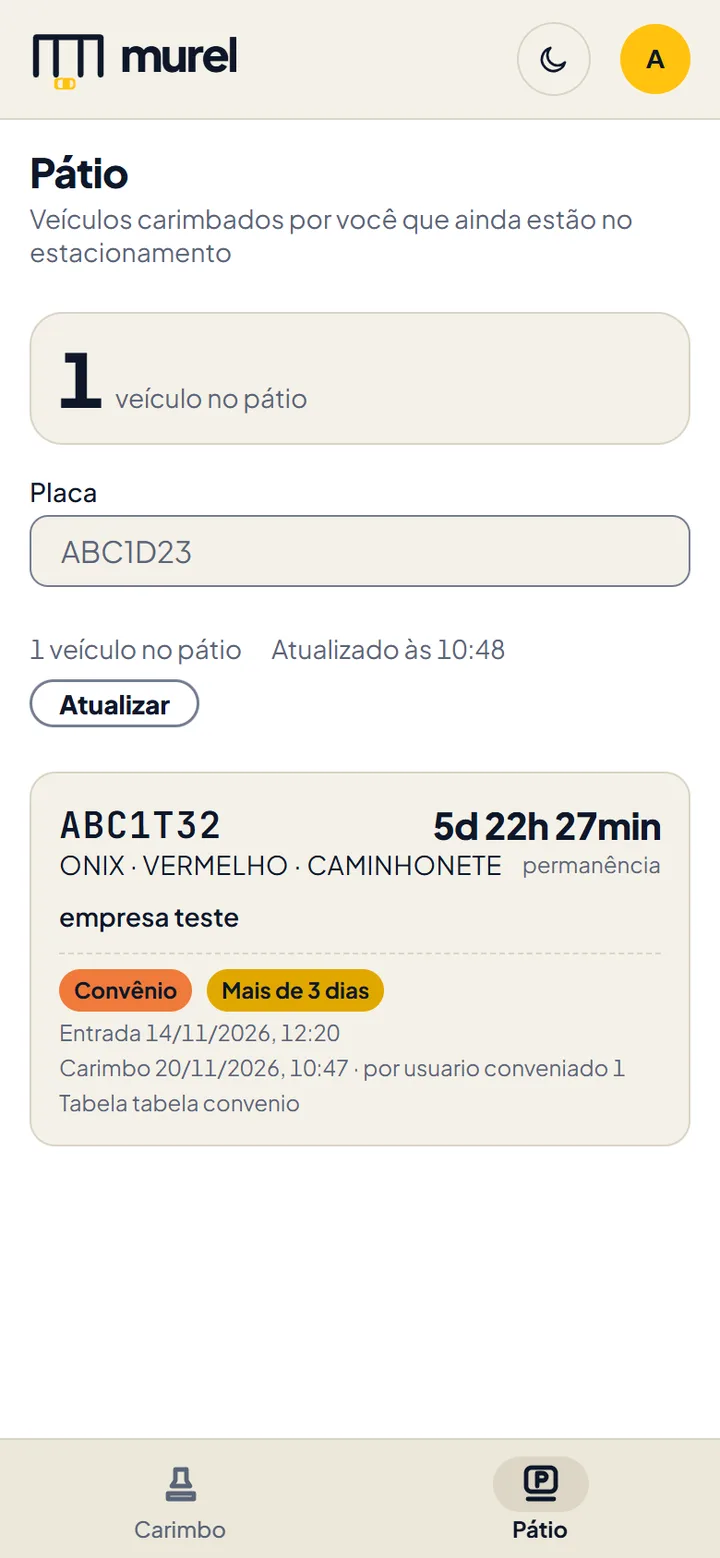 murel
A
Pátio
Veículos carimbados por você que ainda estão no
estacionamento
1 veículo no pátio
Placa
ABC1D23
1 veículo no pátio Atualizado às 10:48
Atualizar
ABC1T32 5d 22h 27min
ONIX · VERMELHO · CAMINHONETE permanência
empresa teste
Convênio Mais de 3 dias
Entrada 14/11/2026, 12:20
Carimbo 20/11/2026, 10:47 · por usuario conveniado 1
Tabela tabela convenio
P
Carimbo Pátio